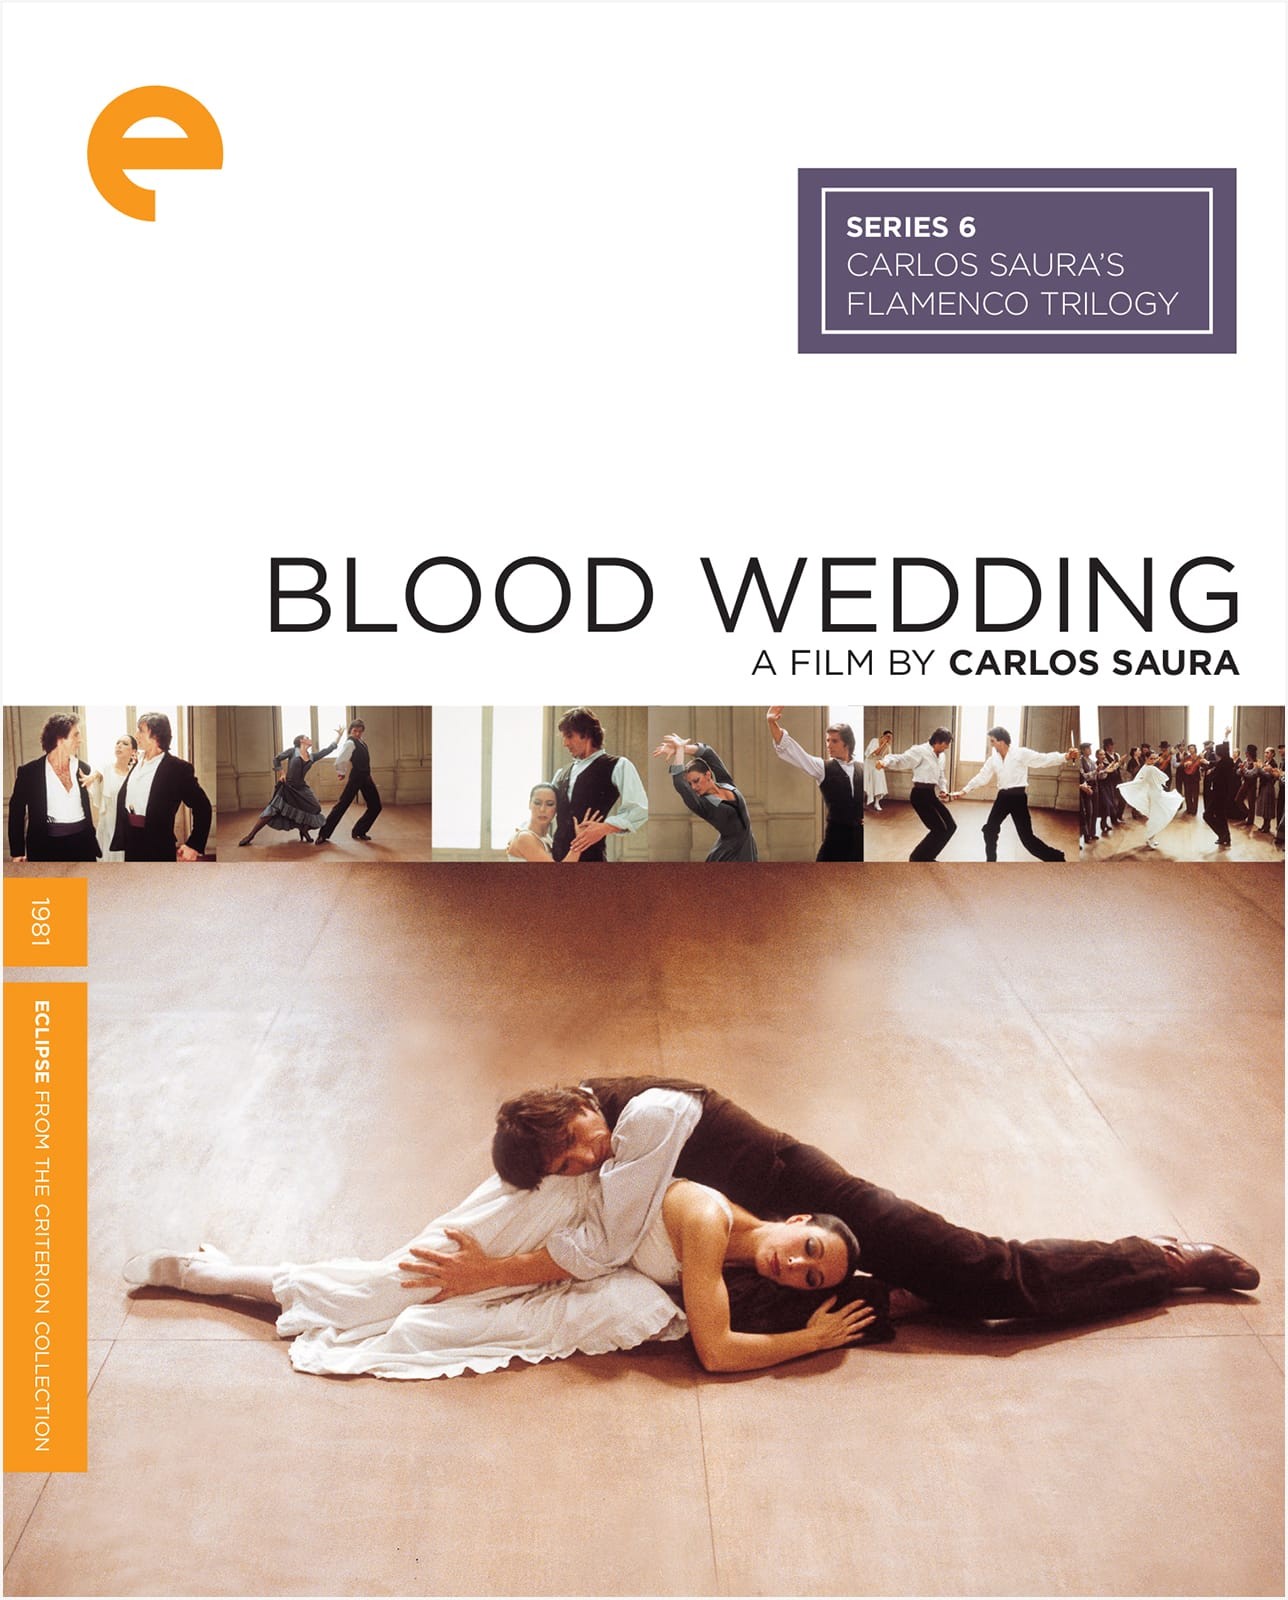 e
SERIES 6
CARLOS SAURA'S
FLAMENCO TRILOGY
BLOOD WEDDING
A FILM BY CARLOS SAURA
1981
ECLIPSE FROM THE CRITERION COLLECTION